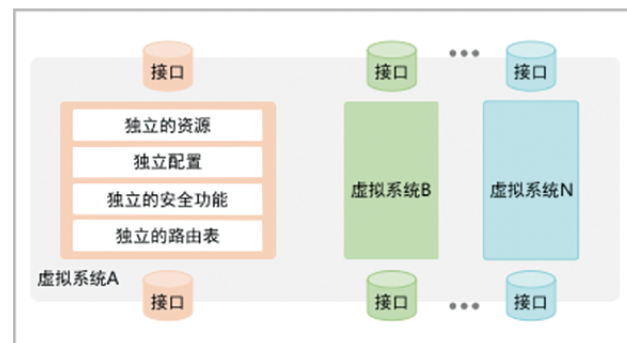 接口
接口
接口
独立的资源
独立配置
独立的安全功能
独立的路由表
虚拟系统A
虚拟系统B
虚拟系统N
接口
接口
接口